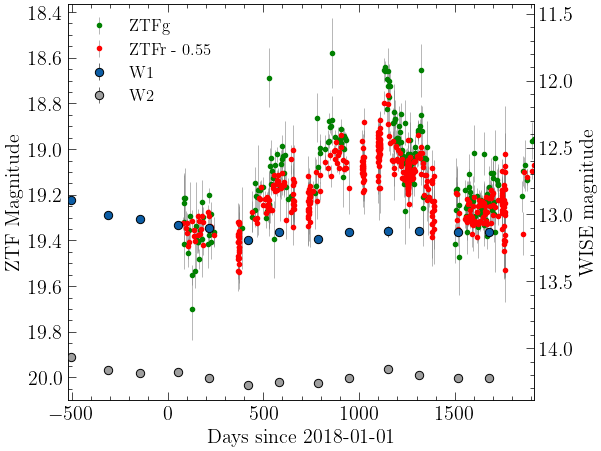 ZTFg
ZTFr - 0.55
W1
W2
18.4
18.6
18.8
19.0
19.2
19.4
19.6
19.8
20.0
ZTF Magnitude
11.5
12.0
12.5
13.0
13.5
14.0
WISE magnitude
−500
0
500
1000
1500
Days since 2018-01-01